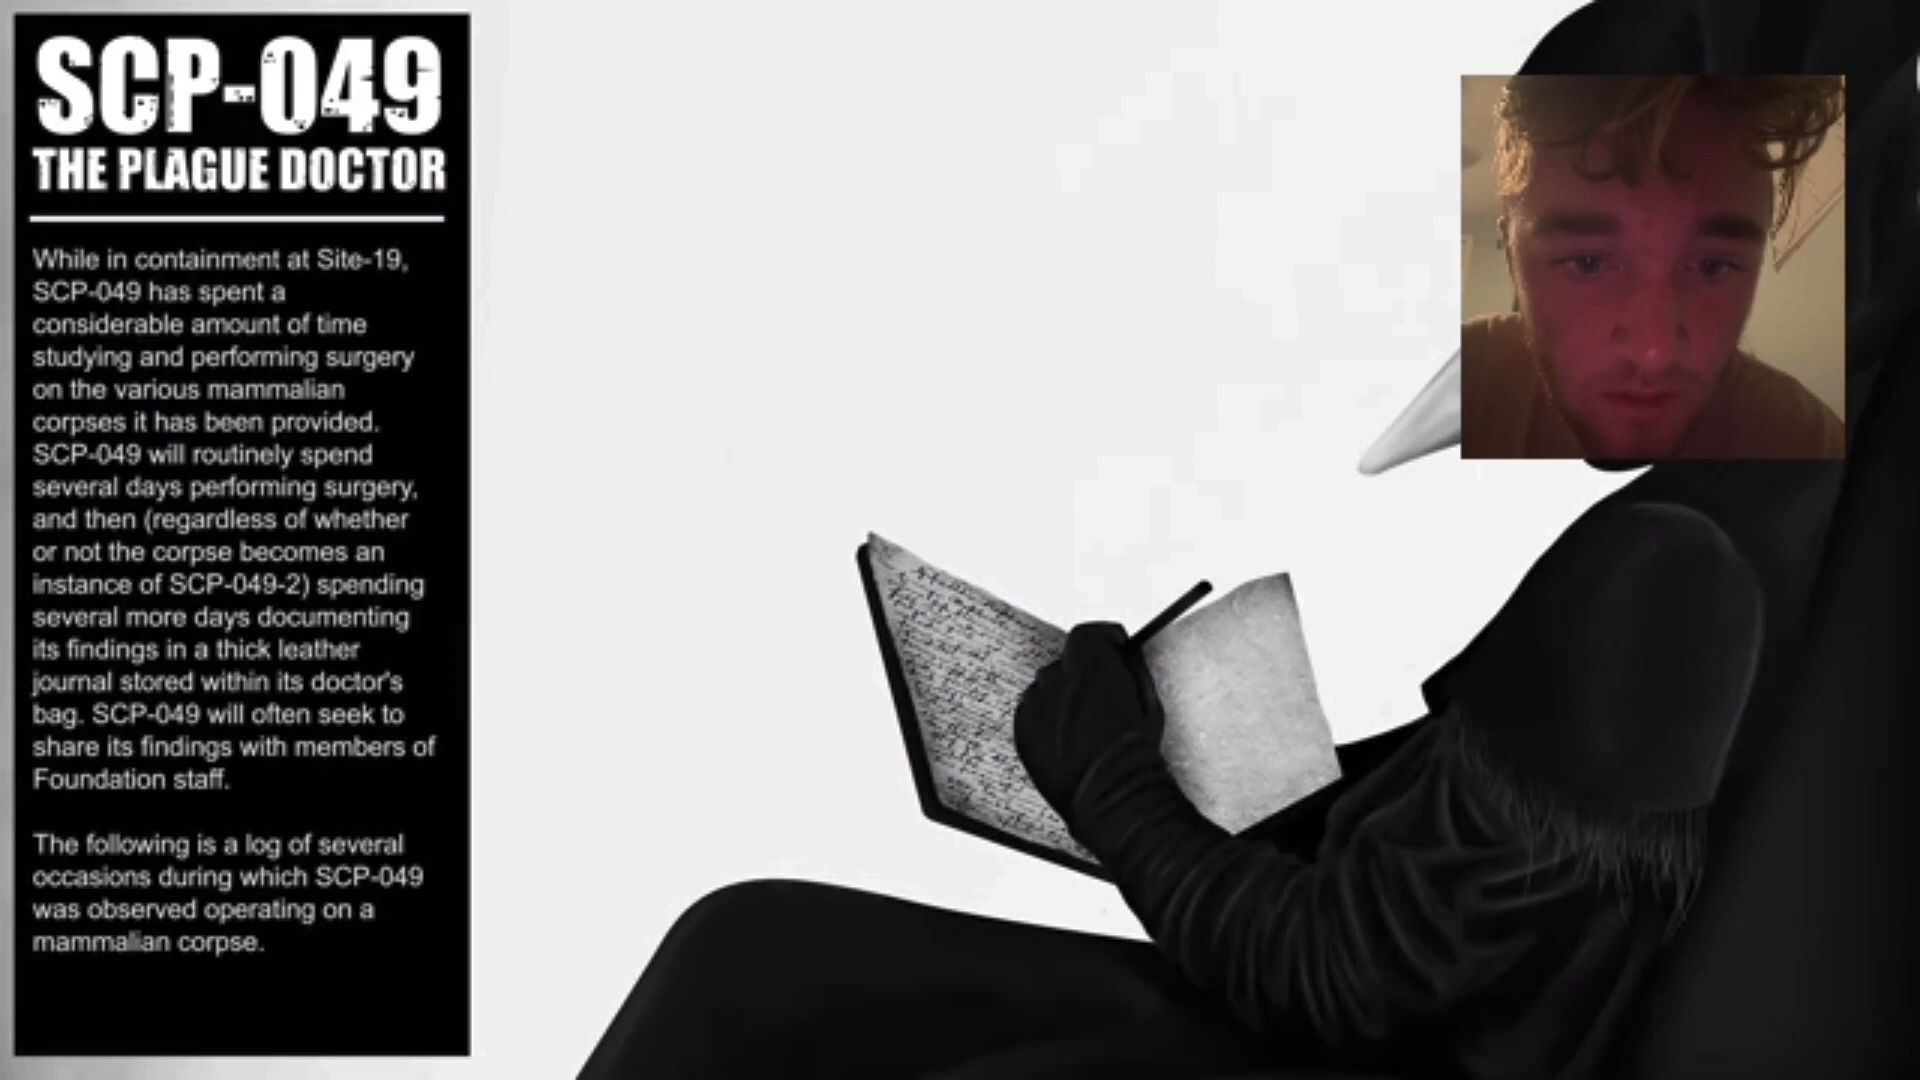 SCP-049
THE PLAGUE DOCTOR
While in containment at Site-19,
SCP-049 has spent a
considerable amount of time
studying and performing surgery
on the various mammalian
corpses it has been provided.
SCP-049 will routinely spend
several days performing surgery,
and then (regardless of whether
or not the corpse becomes an
instance of SCP-049-2) spending
several more days documenting
its findings in a thick leather
journal stored within its doctor's
bag. SCP-049 will often seek to
share its findings with members of
Foundation staff.
The following is a log of several
occasions during which SCP-049
was observed operating on a
mammalian corpse.